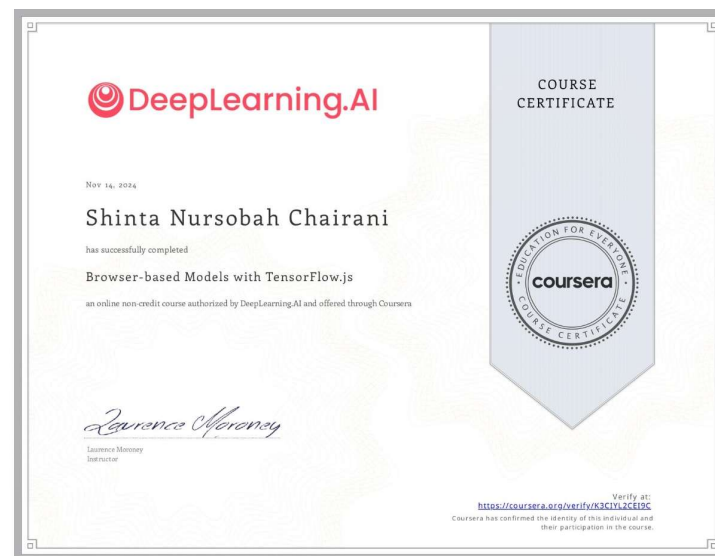 DeepLearning.AI
COURSE
CERTIFICATE
Nov 14, 2024
Shinta Nursobah Chairani
has successfully completed
Browser-based Models with TensorFlow.js
an online non-credit course authorized by DeepLearning.AI and offered through Coursera
EDUCATION FOR EVERYONE
coursera
COURSE CERTIFICATE
Laurence Moroney
Laurence Moroney
Instructor
Verify at:
https://coursera.org/verify/K3CIYL2CEI9C
Coursera has confirmed the identity of this individual and
their participation in the course.